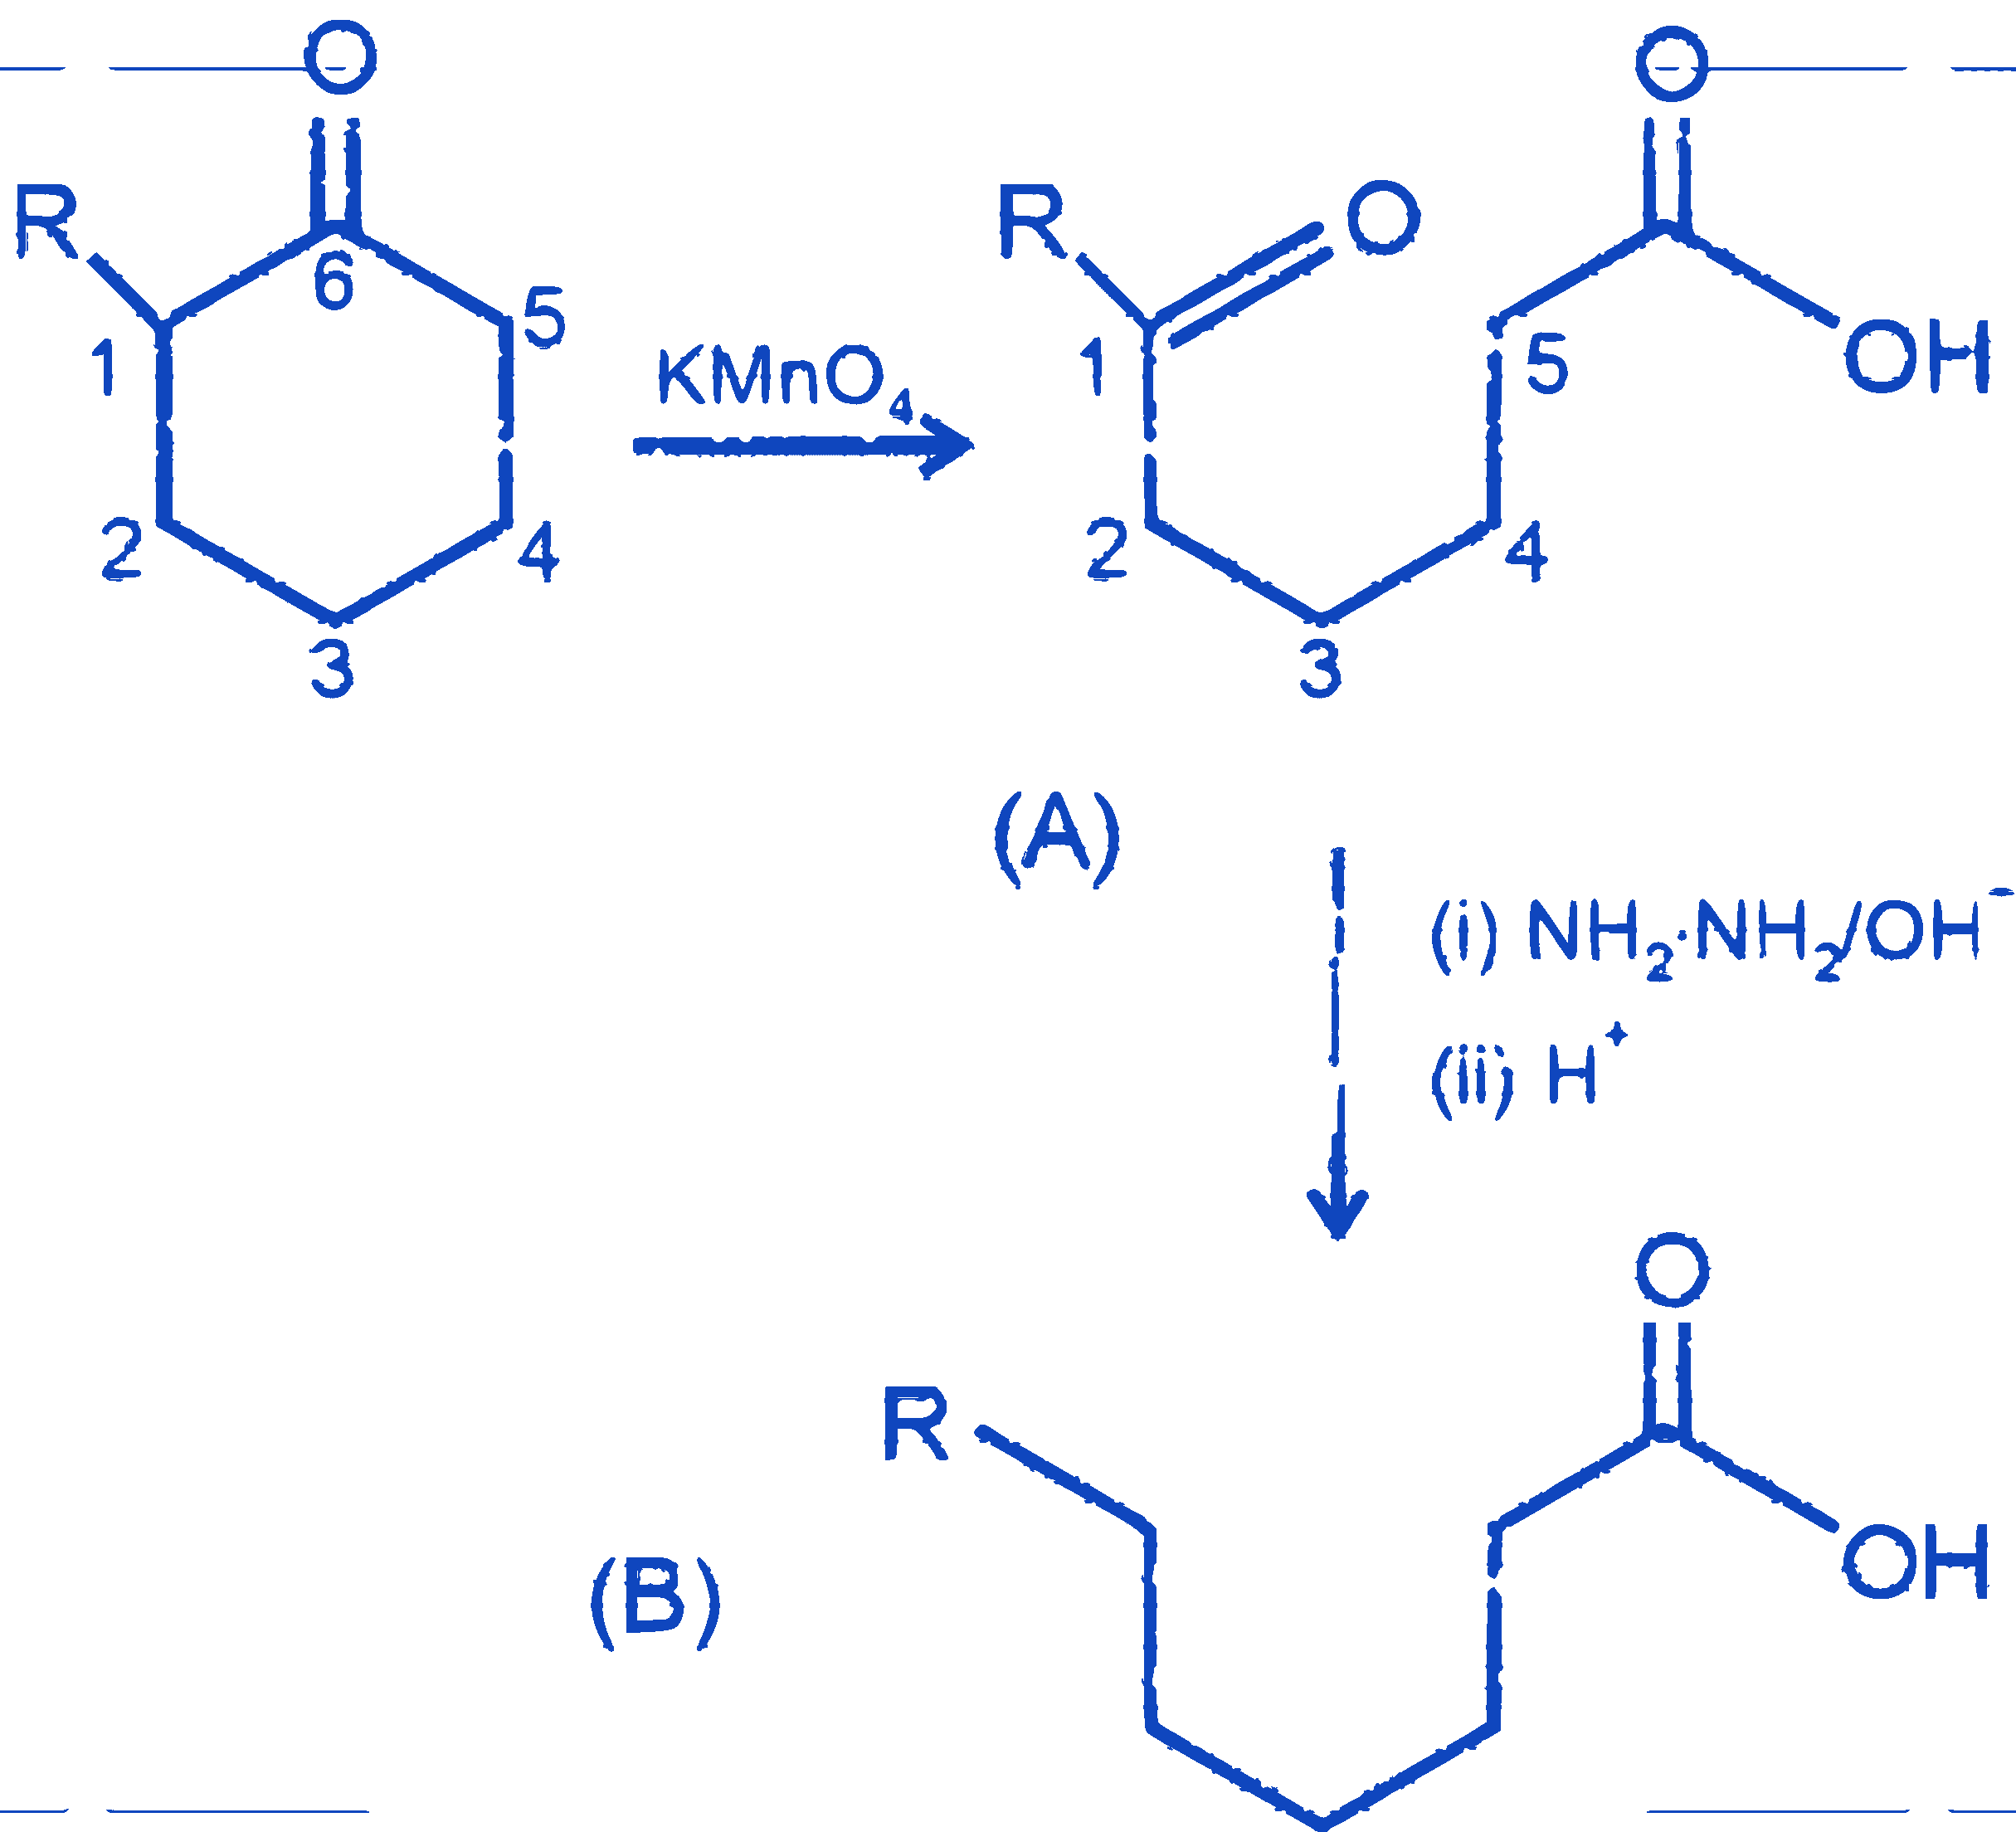 O O
R O
6 5
1 KMnO₄ 1 5 OH
2 4 2 4
3 3
(A)
(i) NH₂·NH₂/OH⁻
(ii) H⁺
O
R
(B) OH